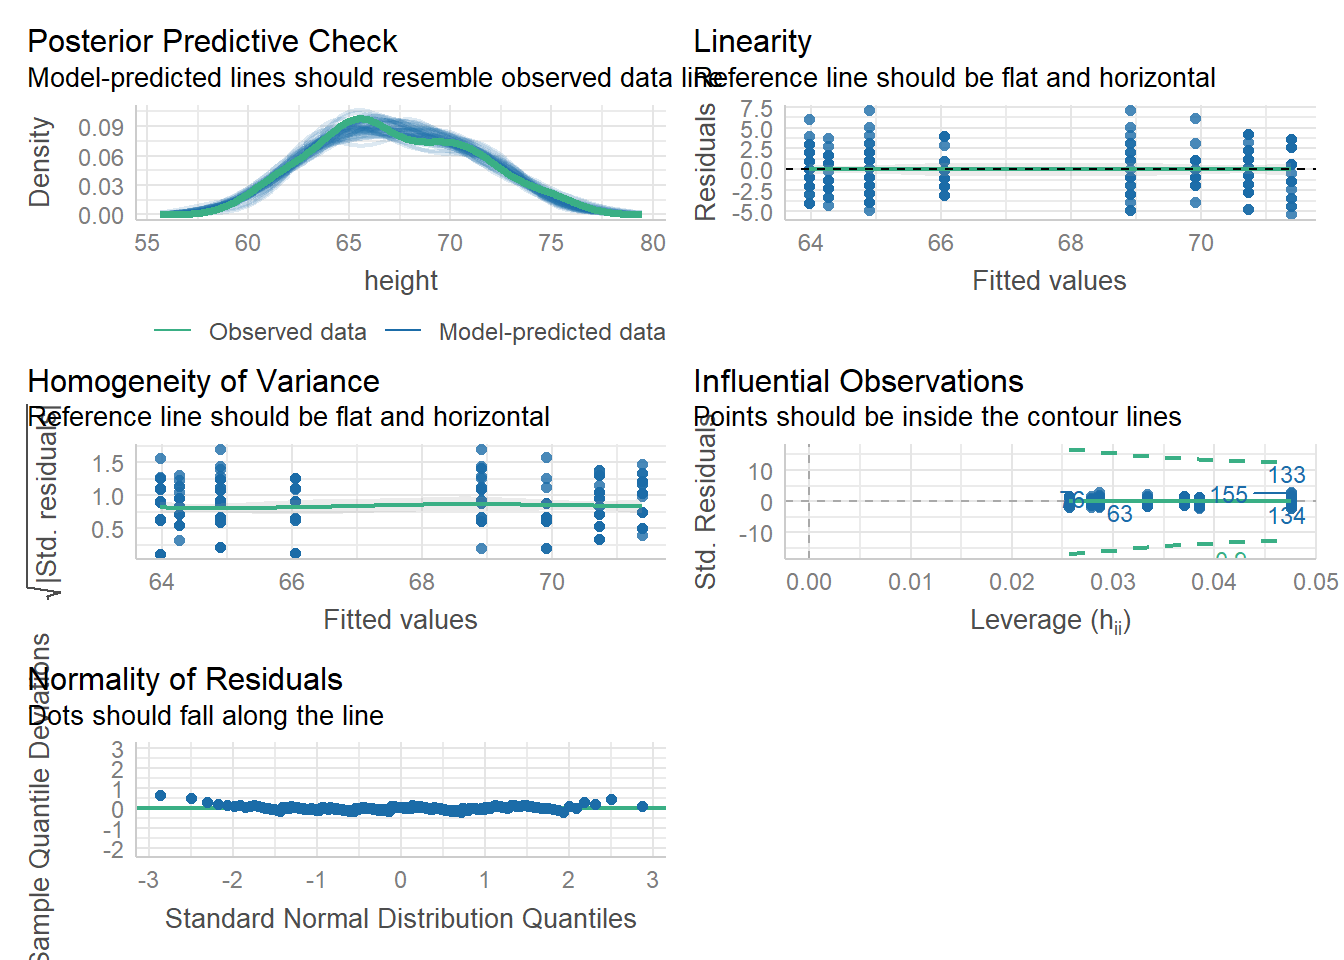 Posterior Predictive Check
Model-predicted lines should resemble observed data line
Density
0.09
0.06
0.03
0.00
55 60 65 70 75 80
height
Observed data Model-predicted data
Linearity
Reference line should be flat and horizontal
Residuals
7.5
5.0
2.5
0.0
-2.5
-5.0
64 66 68 70
Fitted values
Homogeneity of Variance
Reference line should be flat and horizontal
√|Std. residuals|
1.5
1.0
0.5
64 66 68 70
Fitted values
Influential Observations
Points should be inside the contour lines
Std. Residuals
10
0
-10
133
155
134
63
0.00 0.01 0.02 0.03 0.04 0.05
Leverage (hii)
Normality of Residuals
Dots should fall along the line
Sample Quantile Deviations
3
2
1
0
-1
-2
-3 -2 -1 0 1 2 3
Standard Normal Distribution Quantiles